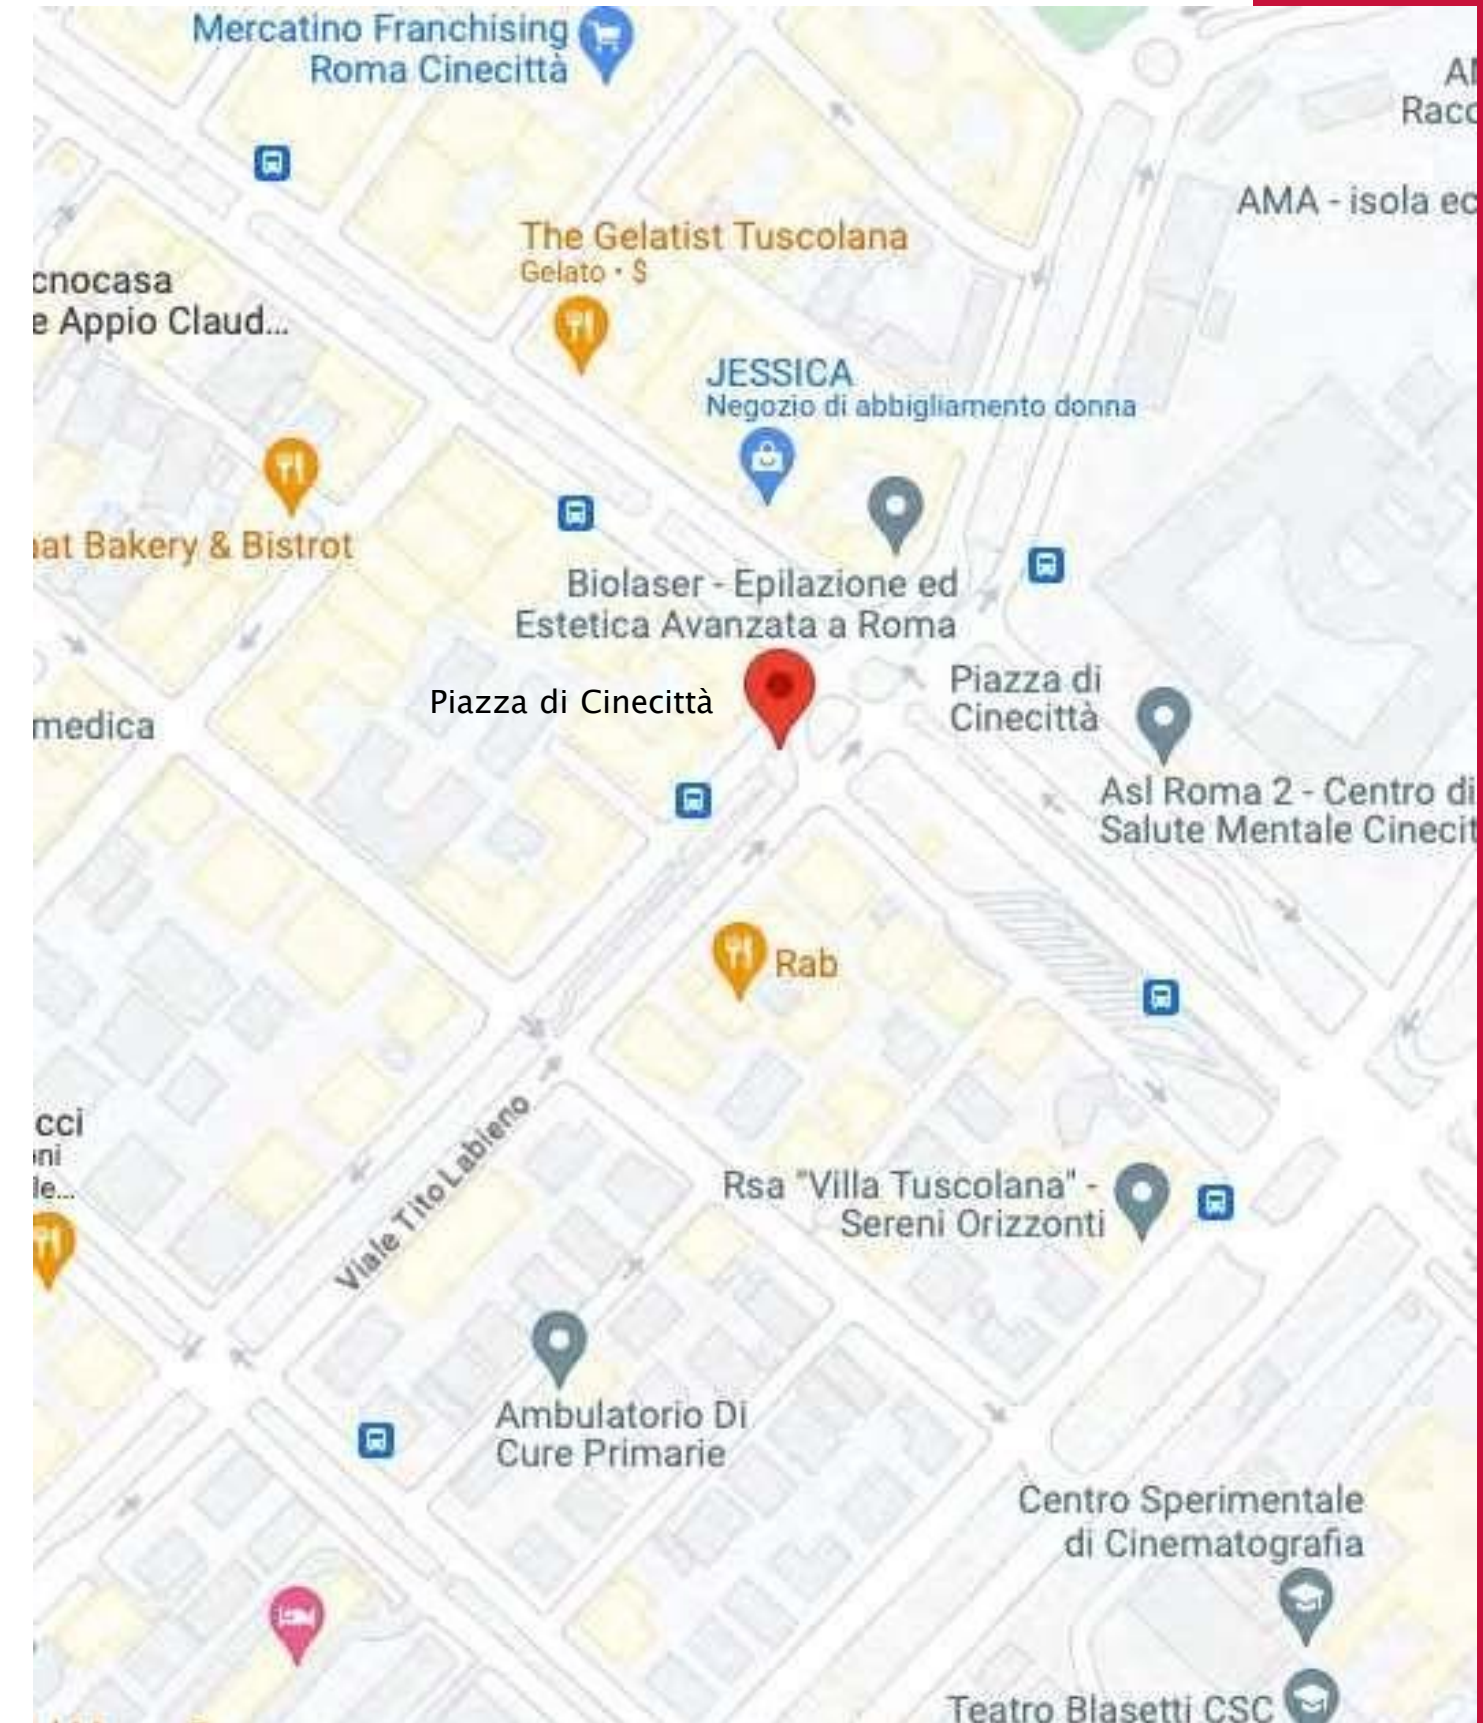 Mercatino Franchising
Roma Cinecittà
AMA - isola ec
The Gelatist Tuscolana
Gelato • $
cnocasa
e Appio Claud...
JESSICA
Negozio di abbigliamento donna
at Bakery & Bistrot
Biolaser - Epilazione ed
Estetica Avanzata a Roma
Piazza di Cinecittà
Piazza di
Cinecittà
medica
Asl Roma 2 - Centro di
Salute Mentale Cinecit
Rab
Viale Tito Labieno
cci
oni
le...
Rsa "Villa Tuscolana" -
Sereni Orizzonti
Ambulatorio Di
Cure Primarie
Centro Sperimentale
di Cinematografia
Teatro Blasetti CSC